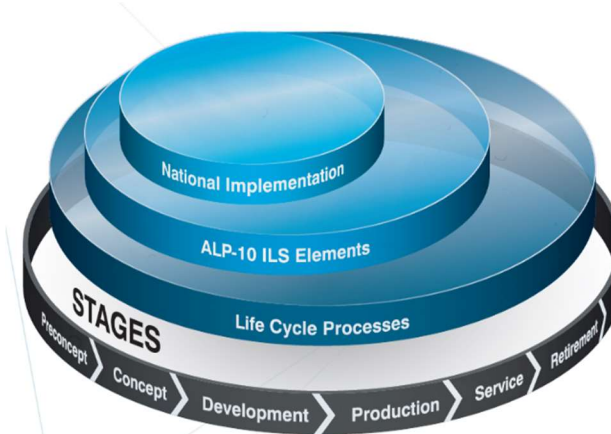 National Implementation
ALP-10 ILS Elements
Life Cycle Processes
STAGES
Preconcept
Concept
Development
Production
Service
Retirement